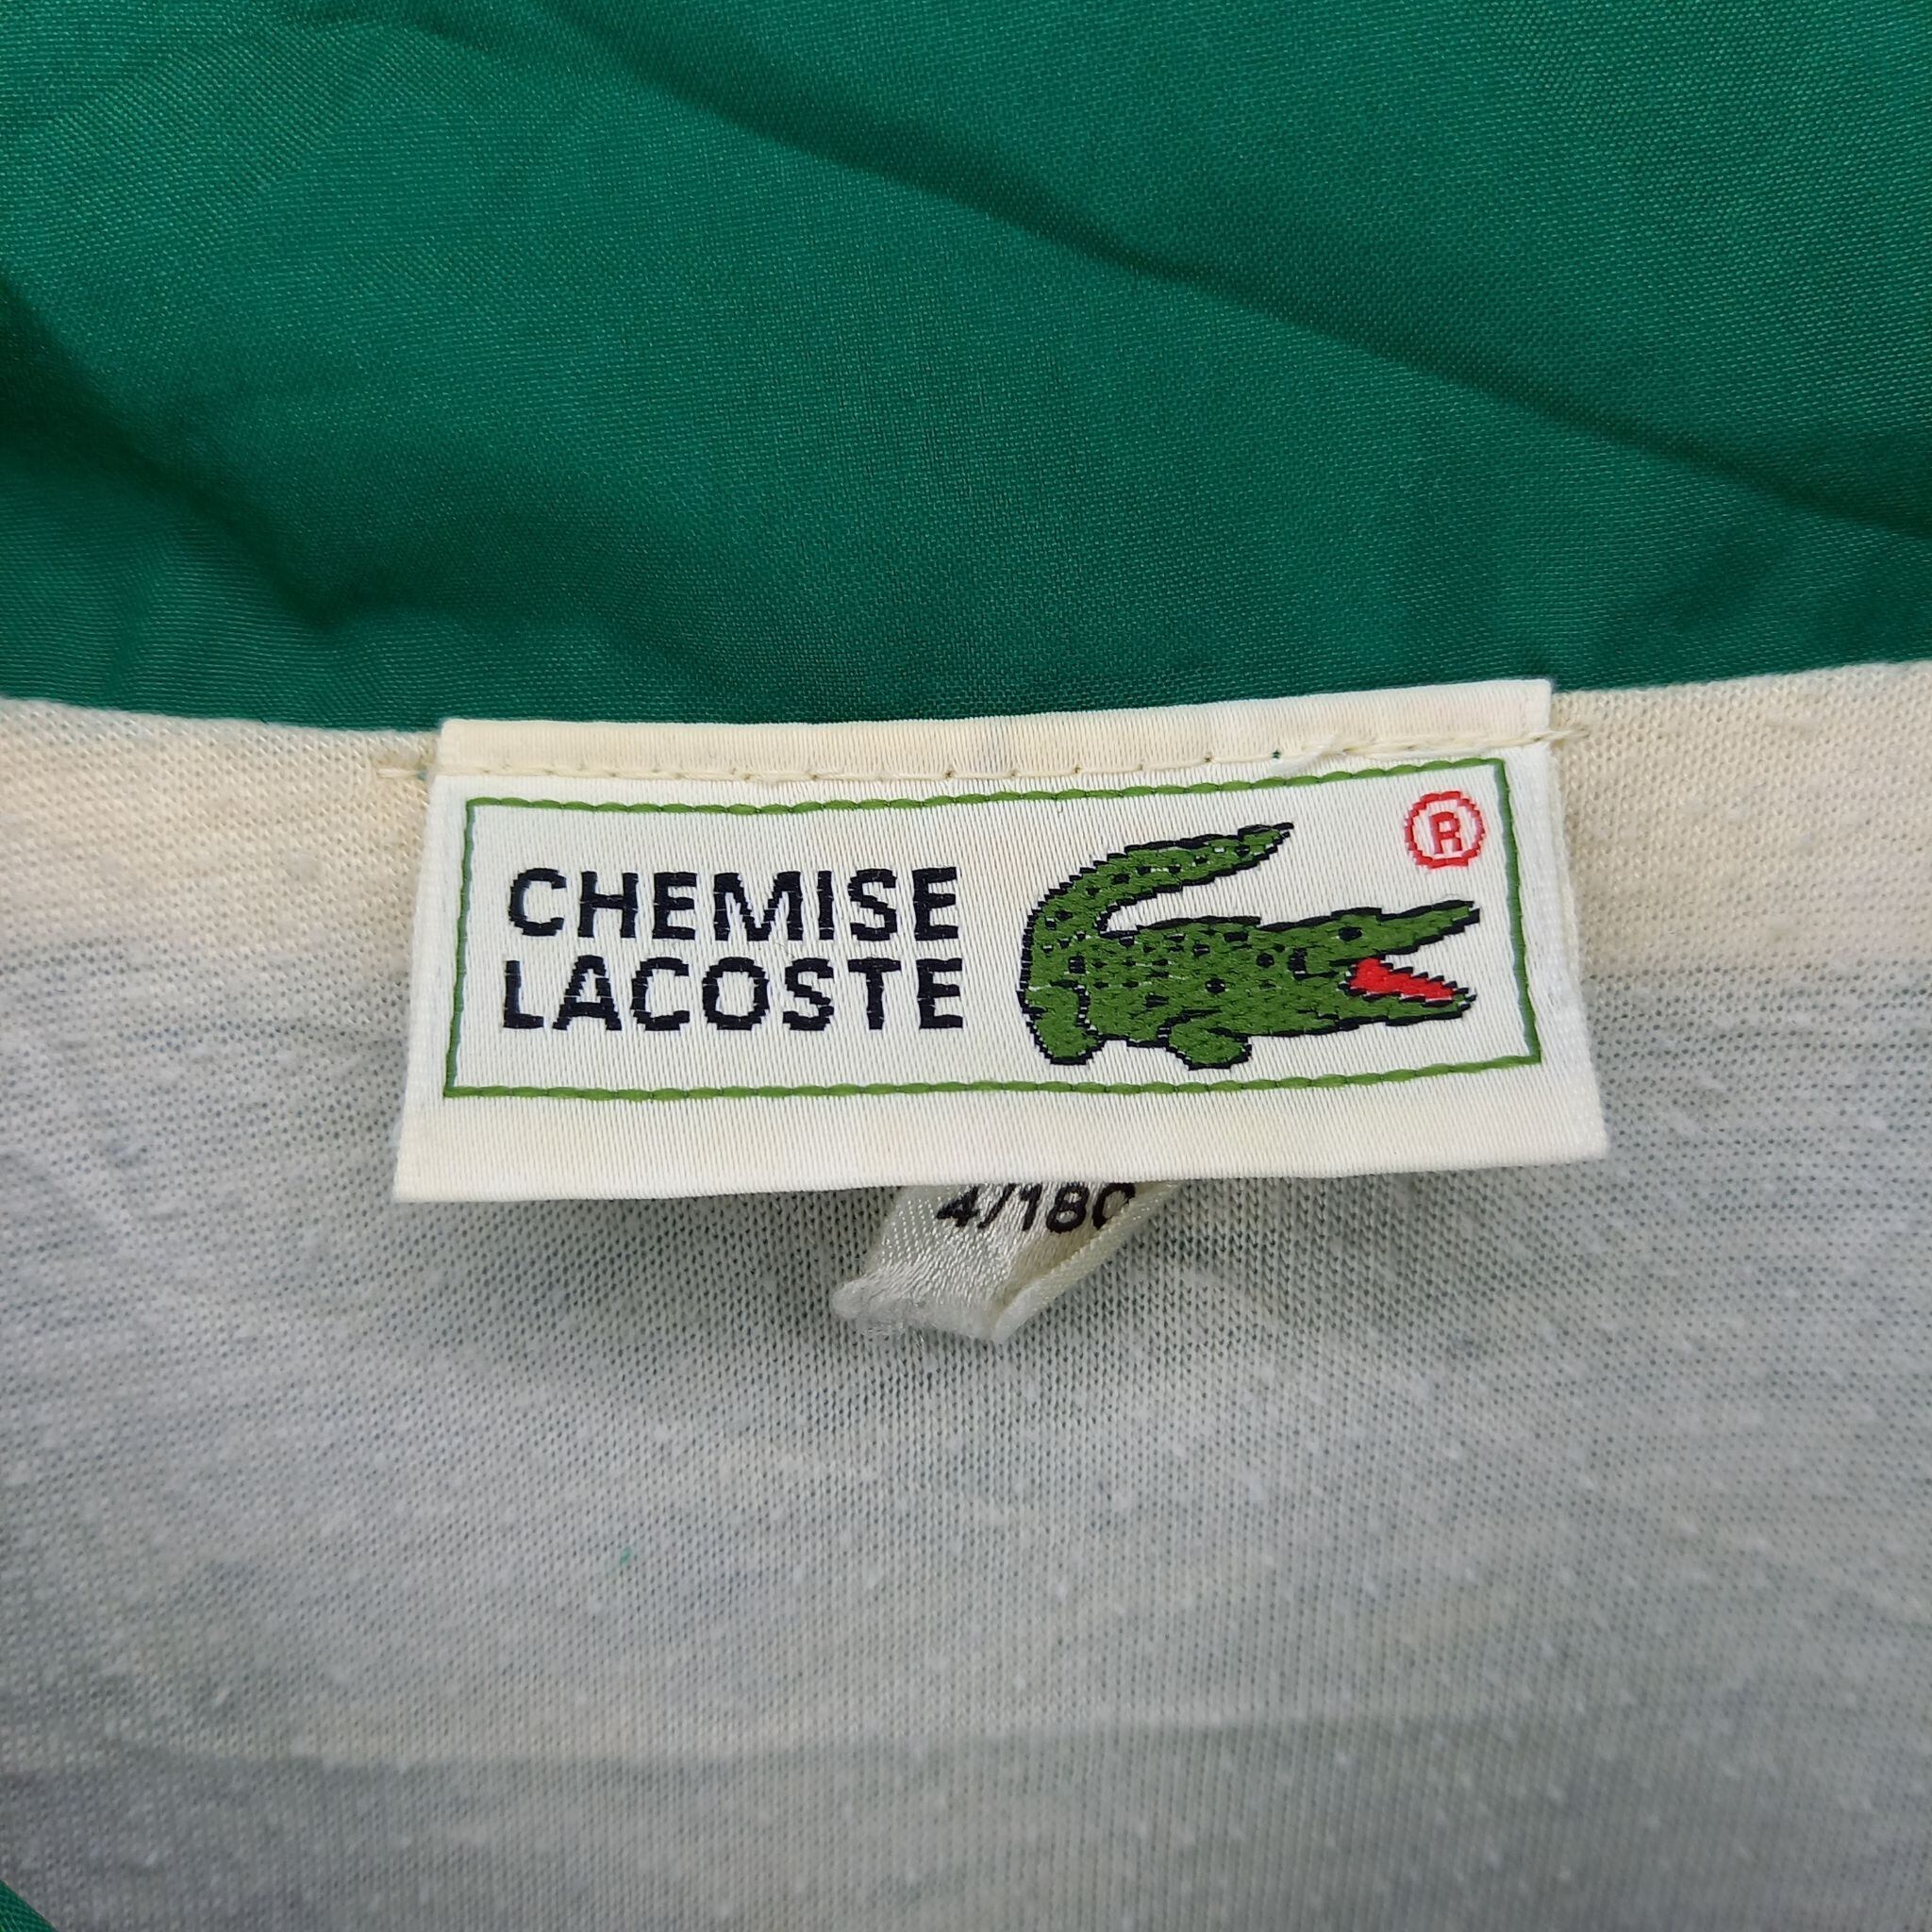 CHEMISE
LACOSTE
®
4/180